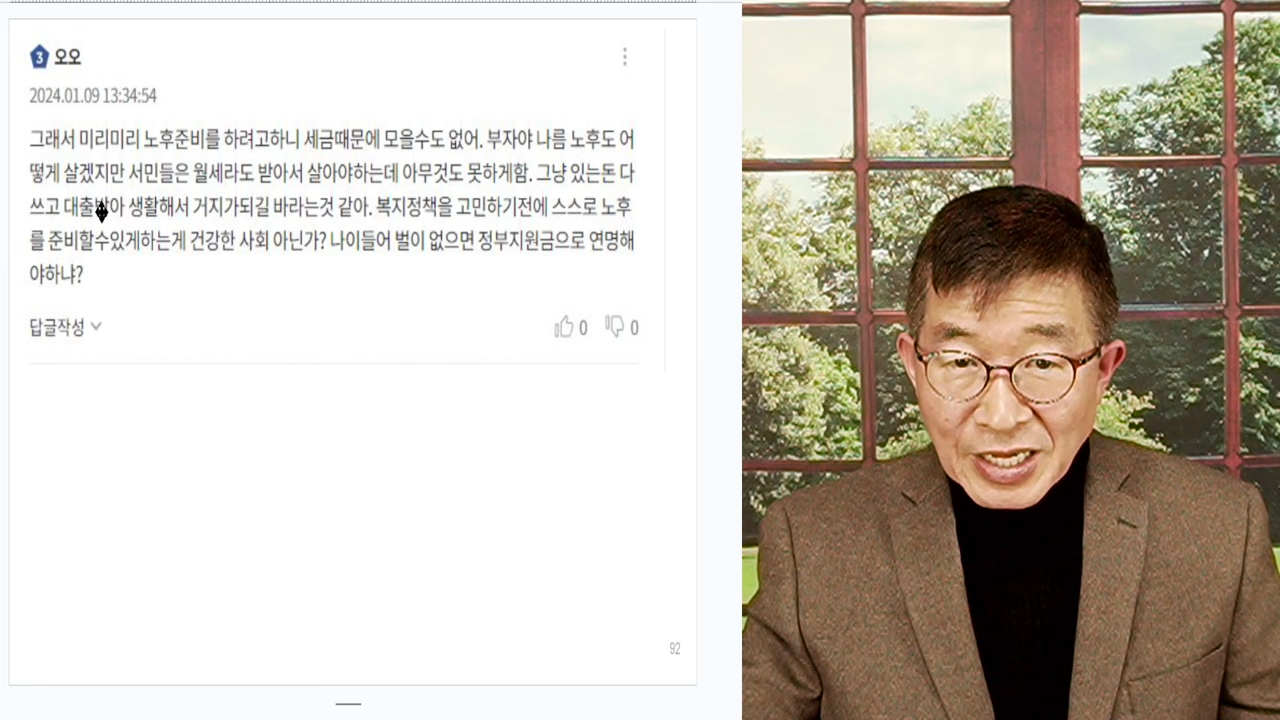 3 오오
2024.01.09 13:34:54
그래서 미리미리 노후준비를 하려고하니 세금때문에 모을수도 없어. 부자야 나름 노후도 어
떻게 살겠지만 서민들은 월세라도 받아서 살아야하는데 아무것도 못하게함. 그냥 있는돈 다
쓰고 생활해서 거지가되길 바라는것 같아. 복지정책을 고민하기전에 스스로 노후
를 준비할수있게하는게 건강한 사회 아닌가? 나이들어 벌이 없으면 정부지원금으로 연명해
야하냐?
답글작성
0 0
92